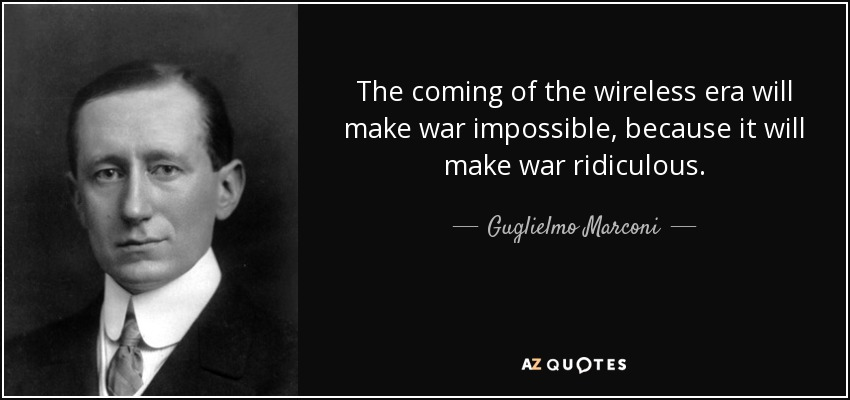 The coming of the wireless era will
make war impossible, because it will
make war ridiculous.
Guglielmo Marconi
AZ QUOTES